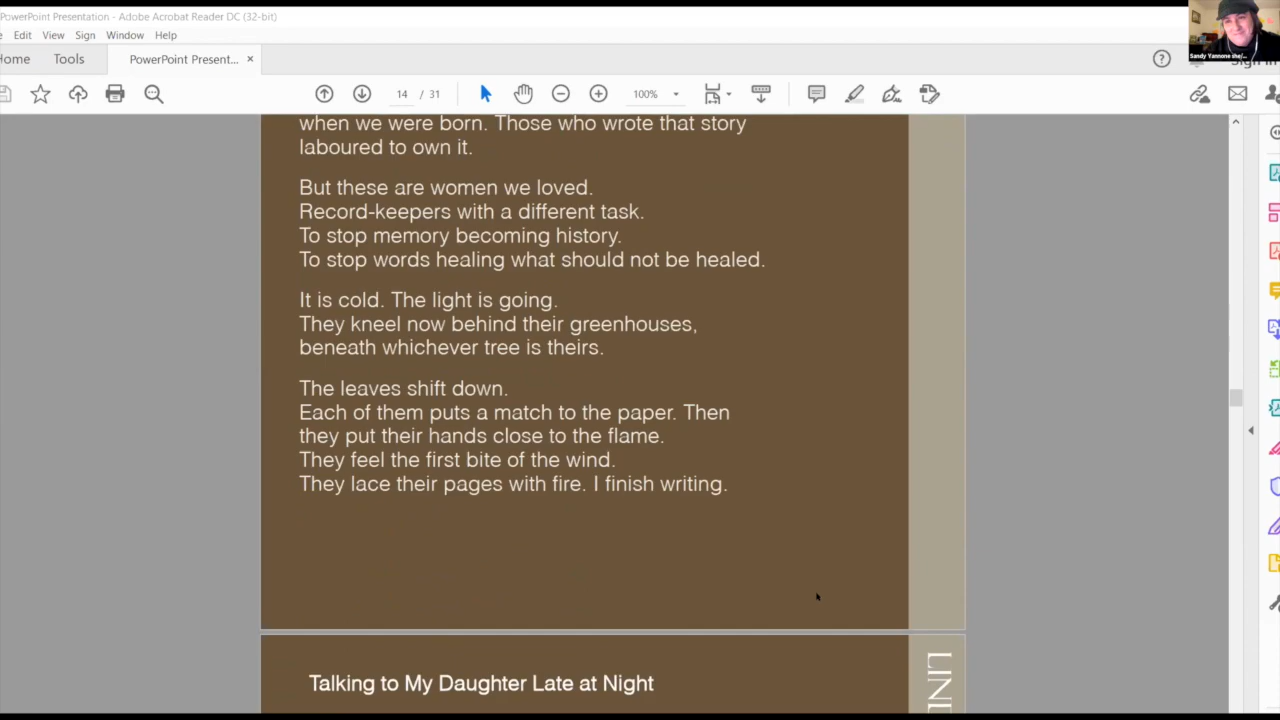 PowerPoint Presentation - Adobe Acrobat Reader DC (32-bit)
Edit View Sign Window Help
Tools PowerPoint Present... ×
14 / 31 100%
Sandy Yannone
when we were born. Those who wrote that story
laboured to own it.
But these are women we loved.
Record-keepers with a different task.
To stop memory becoming history.
To stop words healing what should not be healed.
It is cold. The light is going.
They kneel now behind their greenhouses,
beneath whichever tree is theirs.
The leaves shift down.
Each of them puts a match to the paper. Then
they put their hands close to the flame.
They feel the first bite of the wind.
They lace their pages with fire. I finish writing.
Talking to My Daughter Late at Night